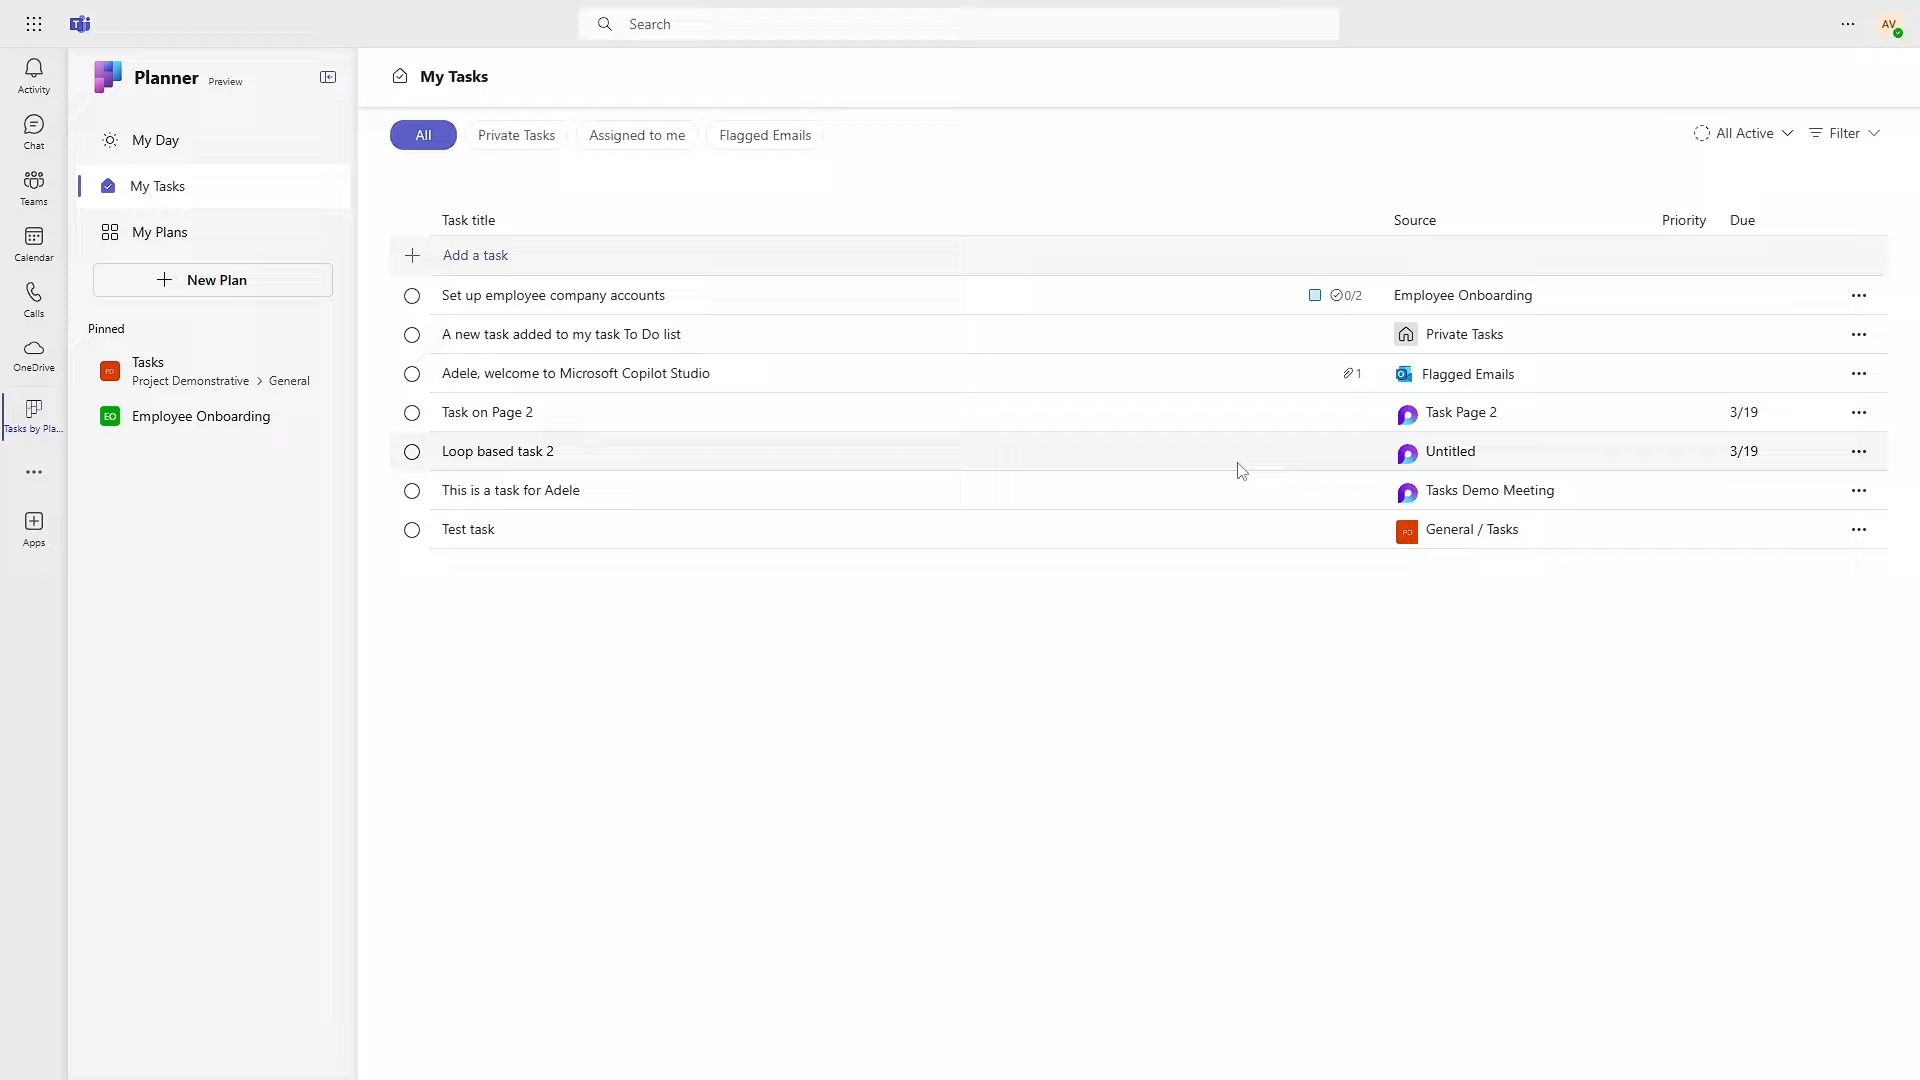 Search
AV
Activity
Chat
Teams
Calendar
Calls
OneDrive
Tasks by Pla...
Apps
Planner Preview
My Day
My Tasks
My Plans
New Plan
Pinned
PD
Tasks
Project Demonstrative > General
EO Employee Onboarding
My Tasks
All Private Tasks Assigned to me Flagged Emails
All Active Filter
Task title Source Priority Due
Add a task
Set up employee company accounts 0/2 Employee Onboarding
A new task added to my task To Do list Private Tasks
Adele, welcome to Microsoft Copilot Studio 1 Flagged Emails
Task on Page 2 Task Page 2 3/19
Loop based task 2 Untitled 3/19
This is a task for Adele Tasks Demo Meeting
Test task PD General / Tasks